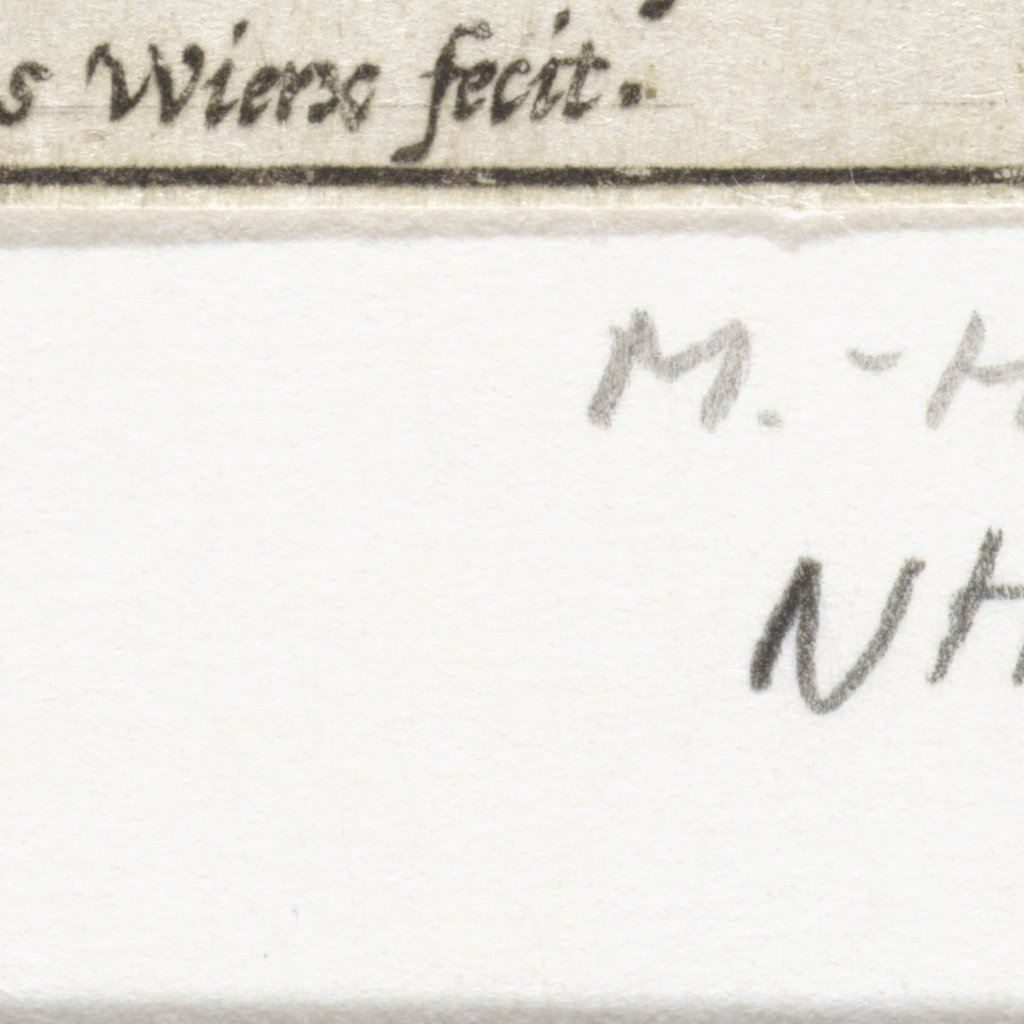 s Wierx fecit.
M. - H
NH